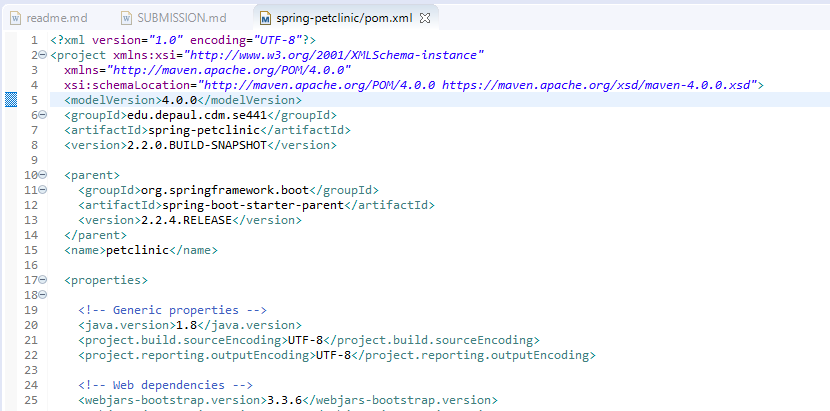 readme.md SUBMISSION.md spring-petclinic/pom.xml
1 <?xml version="1.0" encoding="UTF-8"?>
2 <project xmlns:xsi="http://www.w3.org/2001/XMLSchema-instance"
3 xmlns="http://maven.apache.org/POM/4.0.0"
4 xsi:schemaLocation="http://maven.apache.org/POM/4.0.0 https://maven.apache.org/xsd/maven-4.0.0.xsd">
5 <modelVersion>4.0.0</modelVersion>
6 <groupId>edu.depaul.cdm.se441</groupId>
7 <artifactId>spring-petclinic</artifactId>
8 <version>2.2.0.BUILD-SNAPSHOT</version>
9
10 <parent>
11 <groupId>org.springframework.boot</groupId>
12 <artifactId>spring-boot-starter-parent</artifactId>
13 <version>2.2.4.RELEASE</version>
14 </parent>
15 <name>petclinic</name>
16
17 <properties>
18
19 <!-- Generic properties -->
20 <java.version>1.8</java.version>
21 <project.build.sourceEncoding>UTF-8</project.build.sourceEncoding>
22 <project.reporting.outputEncoding>UTF-8</project.reporting.outputEncoding>
23
24 <!-- Web dependencies -->
25 <webjars-bootstrap.version>3.3.6</webjars-bootstrap.version>